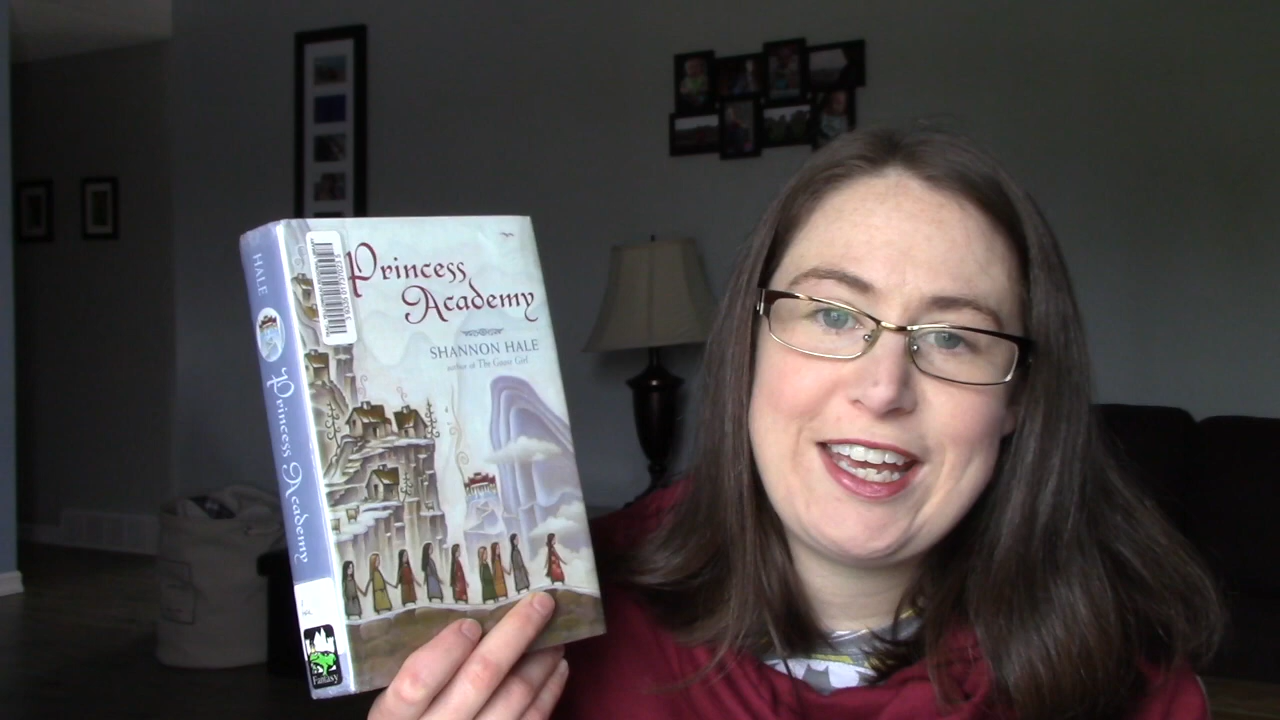 Princess
Academy
SHANNON HALE
author of The Goose Girl
HALE
Princess Academy
Fantasy